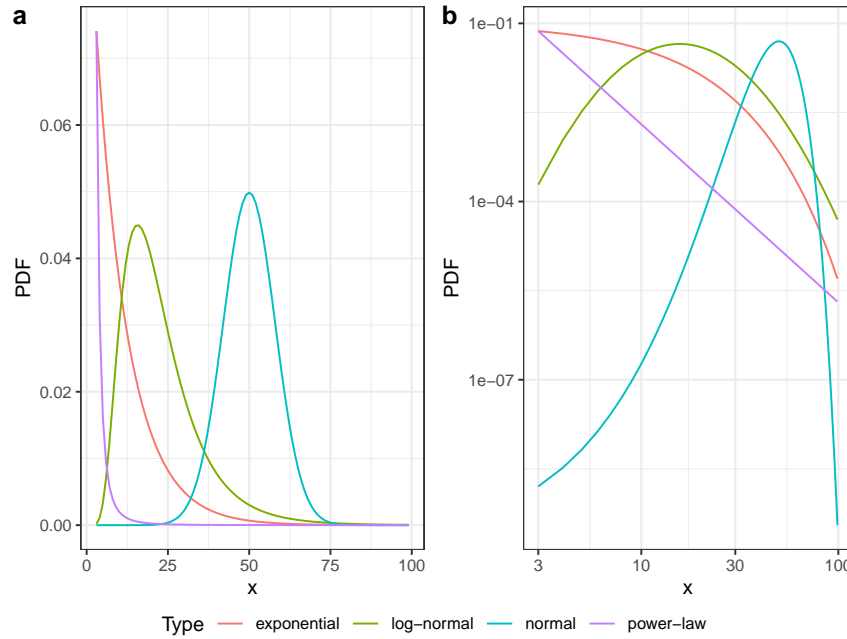 a
b
0.06
0.04
0.02
0.00
PDF
0
25
50
75
100
x
1e-01
1e-04
1e-07
PDF
3
10
30
100
x
Type exponential log-normal normal power-law